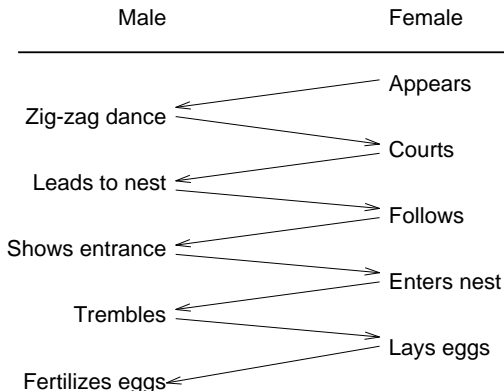 Male Female
Appears
Zig-zag dance
Courts
Leads to nest
Follows
Shows entrance
Enters nest
Trembles
Lays eggs
Fertilizes eggs